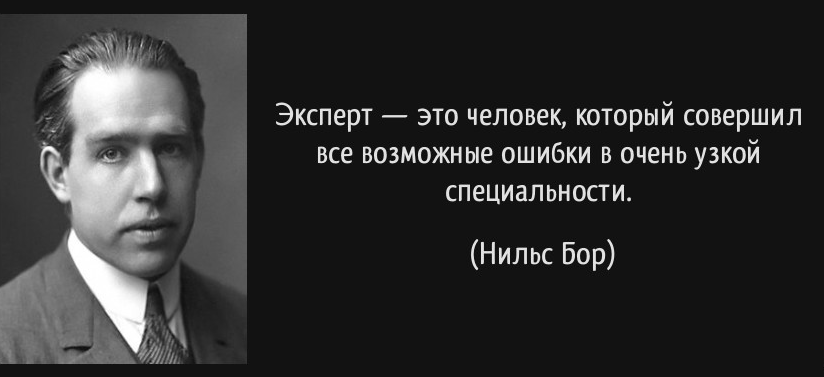 Эксперт — это человек, который совершил
все возможные ошибки в очень узкой
специальности.
(Нильс Бор)